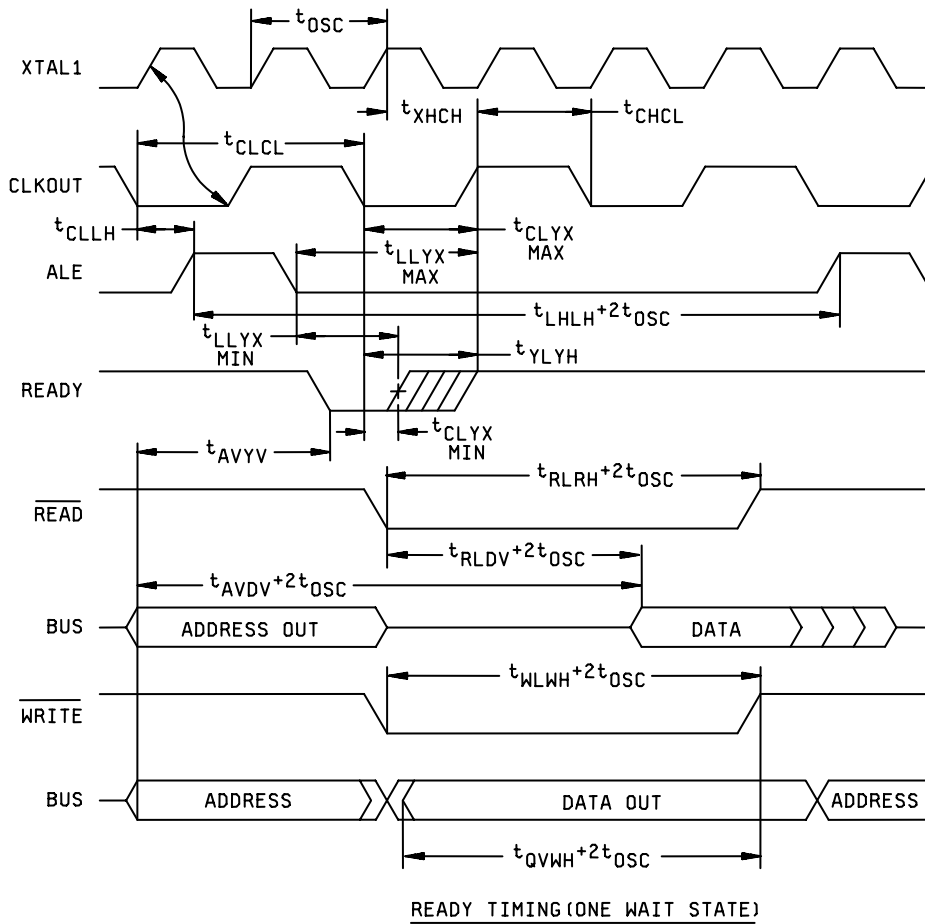 tOSC
XTAL1
tXHCH
tCHCL
tCLCL
CLKOUT
tCLLH
tLLYX
MAX
tCLYX
MAX
ALE
tLHLH+2tOSC
tLLYX
MIN
tYLYH
READY
tCLYX
MIN
tAVYV
tRLRH+2tOSC
READ
tRLDV+2tOSC
tAVDV+2tOSC
BUS
ADDRESS OUT
DATA
tWLWH+2tOSC
WRITE
BUS
ADDRESS
DATA OUT
ADDRESS
tQVWH+2tOSC
READY TIMING(ONE WAIT STATE)